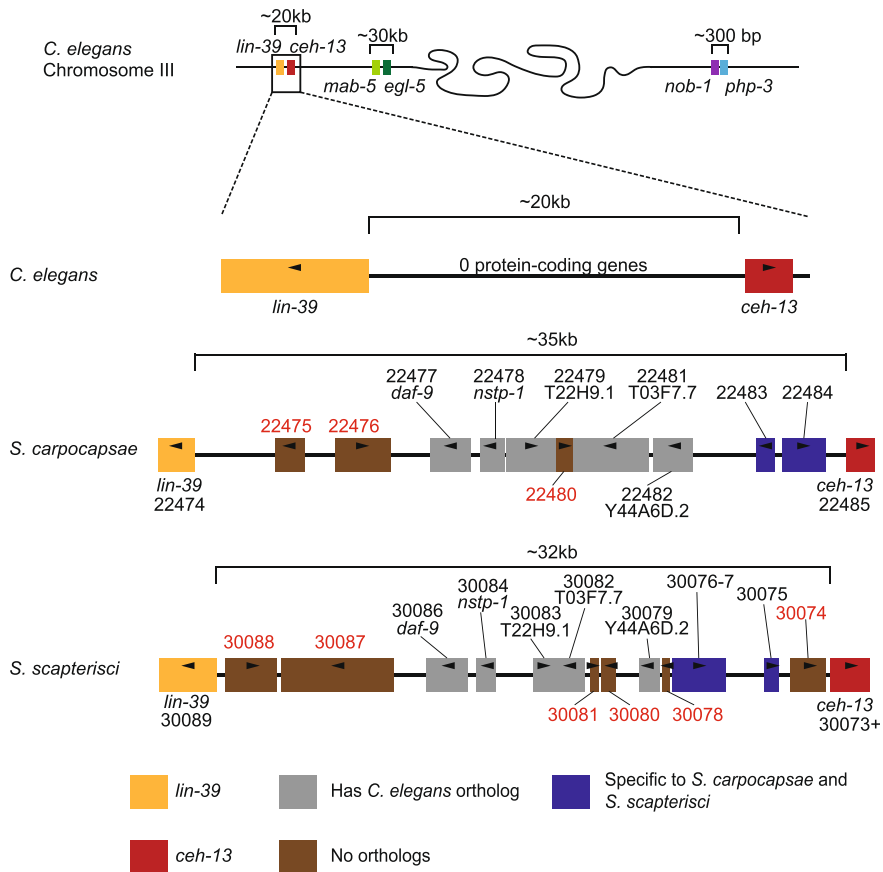 ~20kb
~30kb
~300 bp
C. elegans
Chromosome III
lin-39 ceh-13
mab-5 egl-5
nob-1 php-3
~20kb
C. elegans
0 protein-coding genes
lin-39
ceh-13
~35kb
S. carpocapsae
22477
daf-9
22478
nstp-1
22479
T22H9.1
22481
T03F7.7
22483
22484
22475
22476
lin-39
22474
22480
22482
Y44A6D.2
ceh-13
22485
~32kb
S. scapterisci
30088
30087
30086
daf-9
30084
nstp-1
30083
T22H9.1
30082
T03F7.7
30079
Y44A6D.2
30076-7
30075
30074
lin-39
30089
30081
30080
30078
ceh-13
30073+
lin-39
Has C. elegans ortholog
Specific to S. carpocapsae and
S. scapterisci
ceh-13
No orthologs